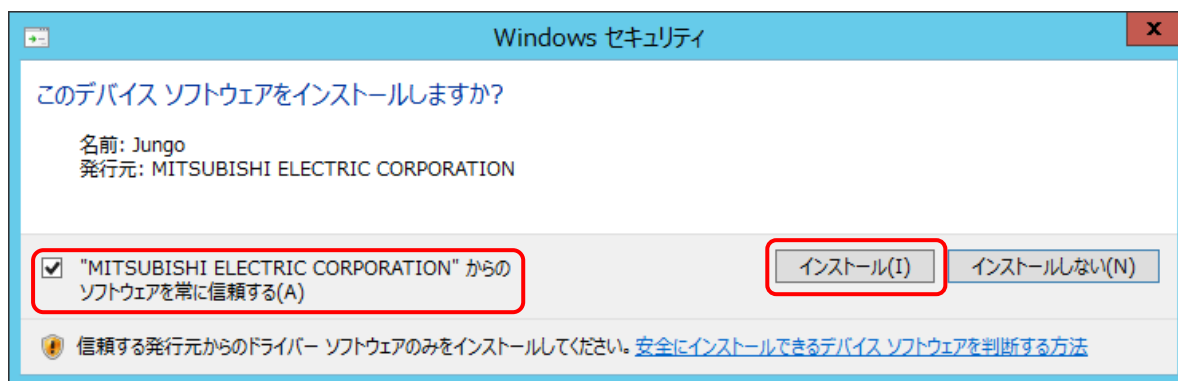 Windows セキュリティ
x
このデバイス ソフトウェアをインストールしますか?
名前: Jungo
発行元: MITSUBISHI ELECTRIC CORPORATION
"MITSUBISHI ELECTRIC CORPORATION" からの
ソフトウェアを常に信頼する(A)
インストール(I)
インストールしない(N)
信頼する発行元からのドライバー ソフトウェアのみをインストールしてください。安全にインストールできるデバイス ソフトウェアを判断する方法